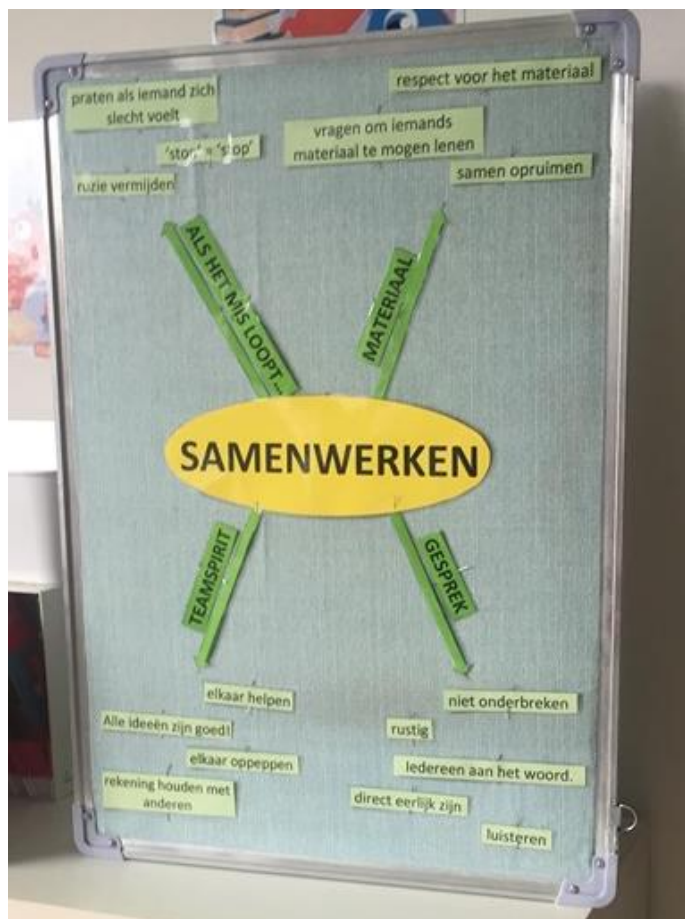 praten als iemand zich
slecht voelt
'stop' = 'stop'
ruzie vermijden
respect voor het materiaal
vragen om iemands
materiaal te mogen lenen
samen opruimen
ALS HET MIS LOOPT...
MATERIAAL
SAMENWERKEN
TEAMSPIRIT
GESPREK
elkaar helpen
Alle ideeën zijn goed!
elkaar oppeppen
rekening houden met
anderen
niet onderbreken
rustig
Iedereen aan het woord.
direct eerlijk zijn
luisteren